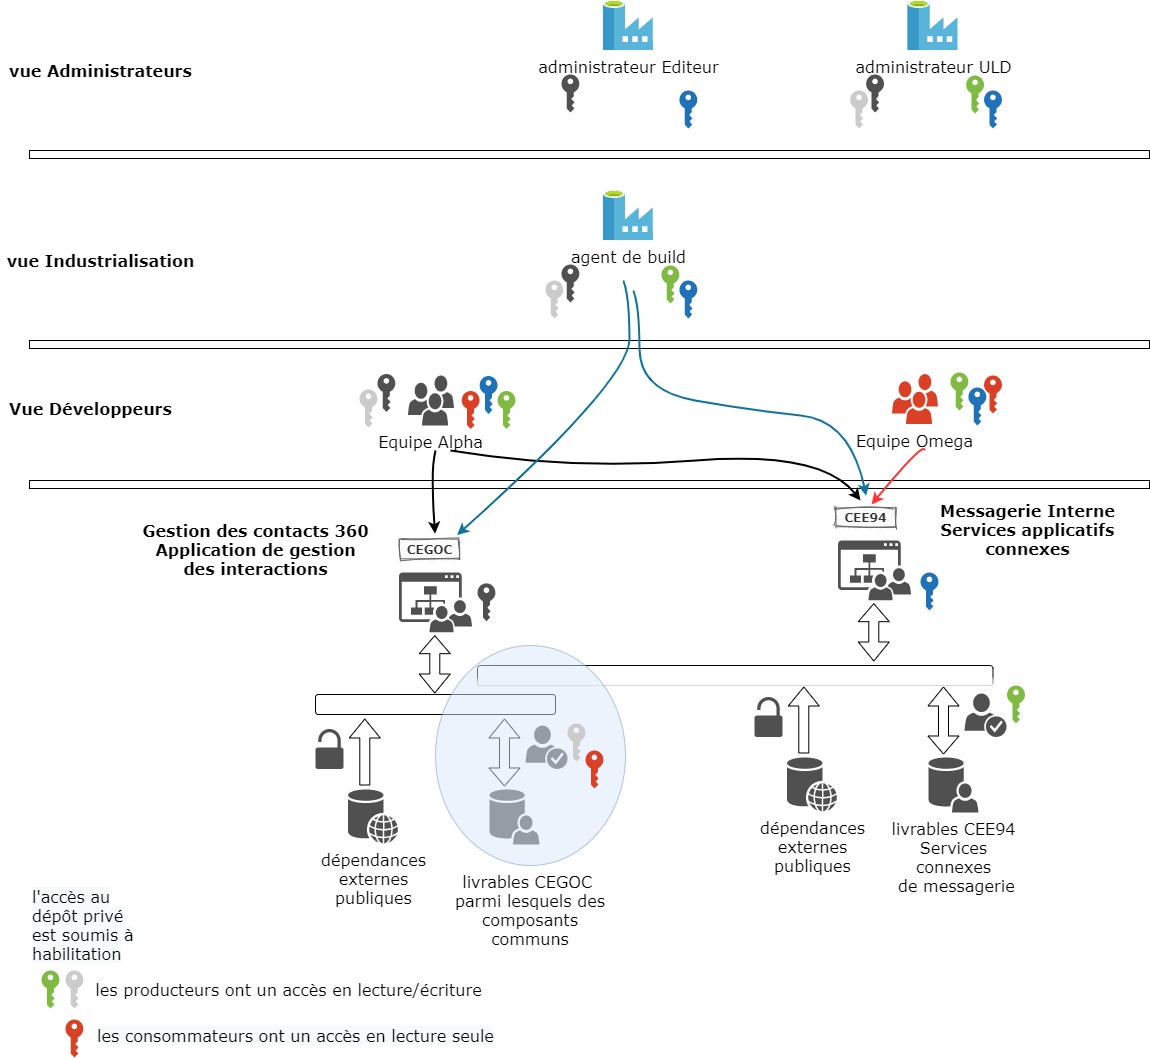 administrateur Editeur
administrateur ULD
vue Administrateurs
agent de build
vue Industrialisation
Vue Développeurs
Equipe Alpha
Equipe Omega
Gestion des contacts 360
Application de gestion
des interactions
CEGOC
CEE94
Messagerie Interne
Services applicatifs
connexes
dépendances
externes
publiques
livrables CEGOC
parmi lesquels des
composants
communs
dépendances
externes
publiques
livrables CEE94
Services
connexes
de messagerie
l'accès au
dépôt privé
est soumis à
habilitation
les producteurs ont un accès en lecture/écriture
les consommateurs ont un accès en lecture seule